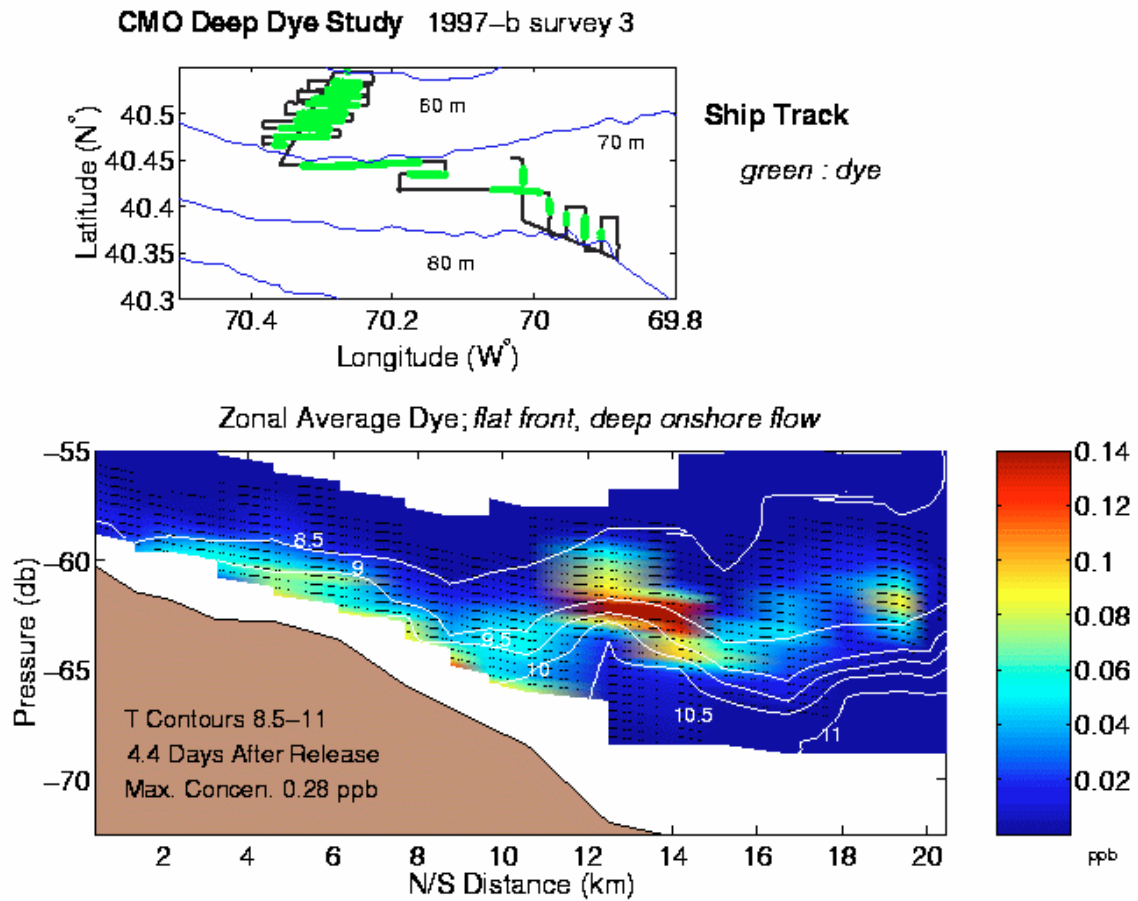 CMO Deep Dye Study 1997-b survey 3
Ship Track
green : dye
Latitude (N°)
40.5
40.45
40.4
40.35
40.3
60 m
70 m
80 m
70.4 70.2 70 69.8
Longitude (W°)
Zonal Average Dye; flat front, deep onshore flow
Pressure (db)
-55
-60
-65
-70
8.5
9
9.5
10
10.5
11
T Contours 8.5-11
4.4 Days After Release
Max. Concen. 0.28 ppb
2 4 6 8 10 12 14 16 18 20
N/S Distance (km)
0.14
0.12
0.1
0.08
0.06
0.04
0.02
ppb